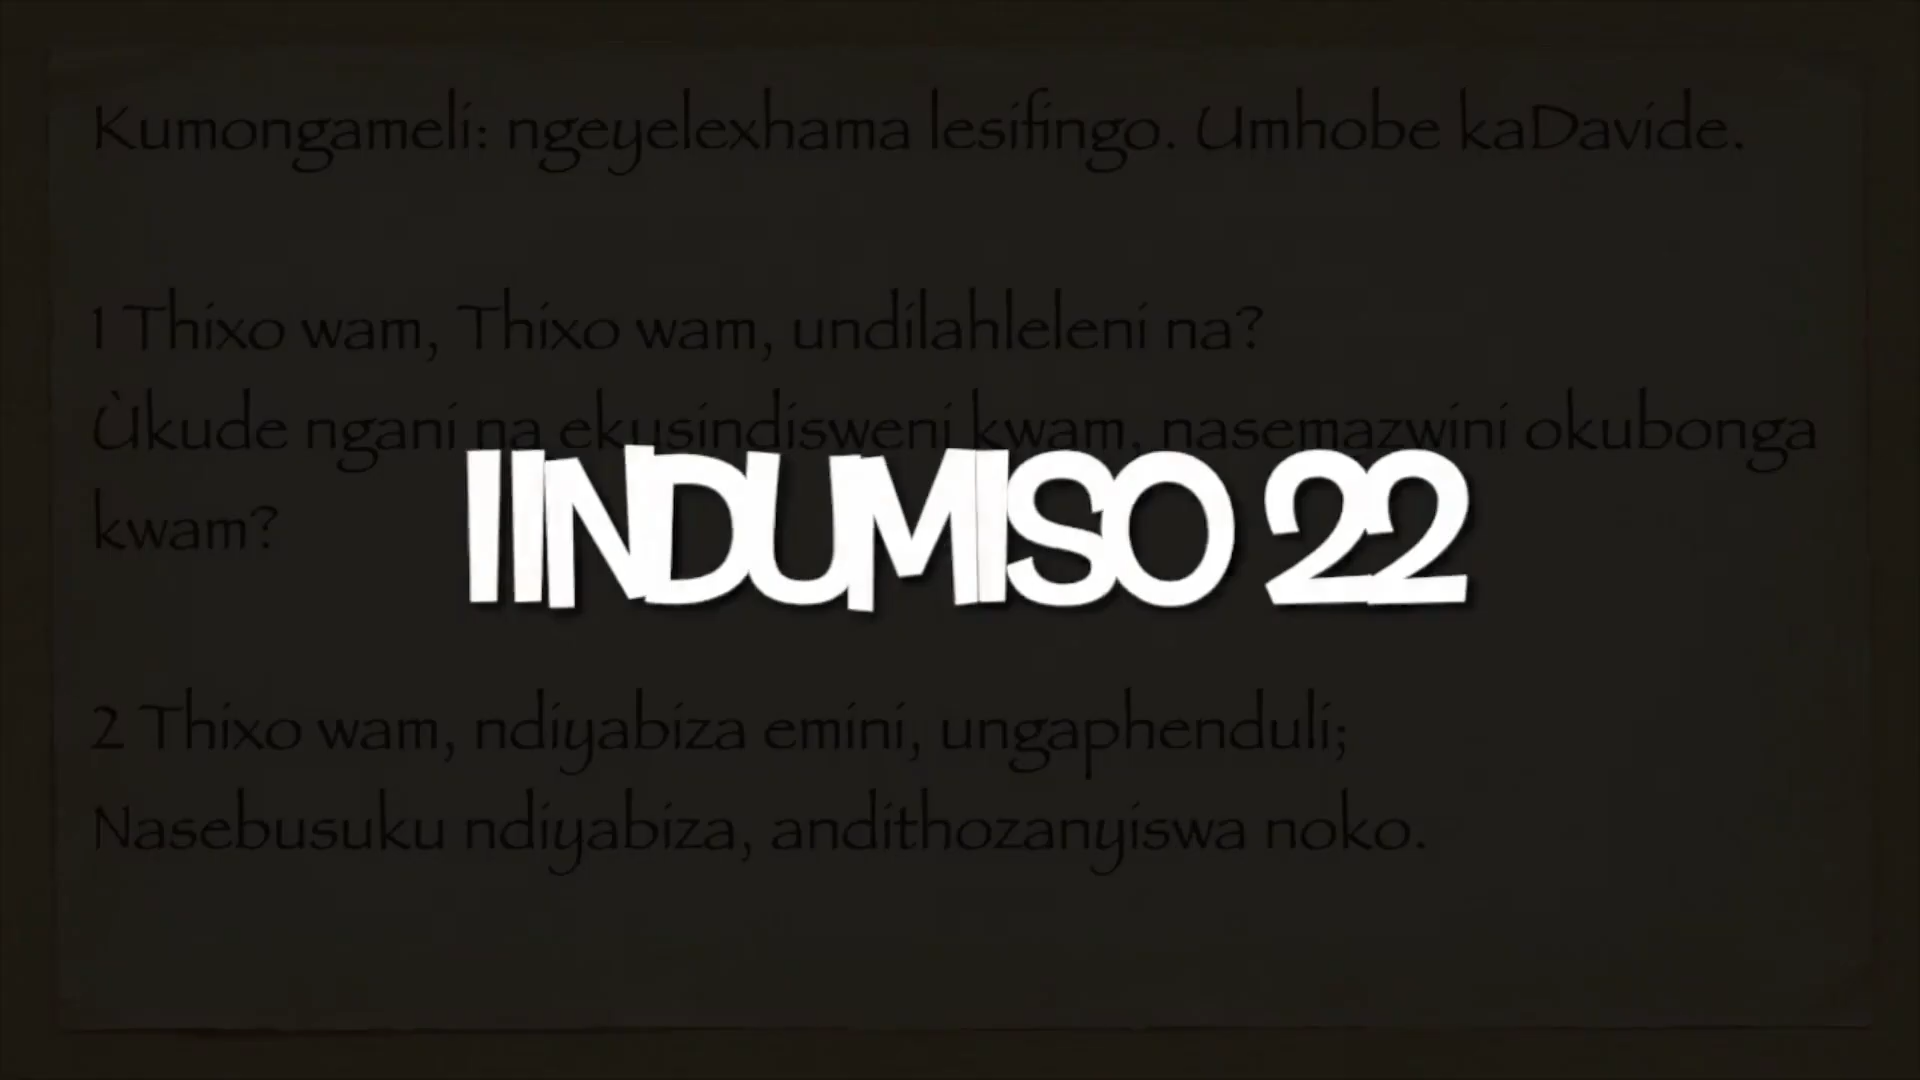 Kumongameli: ngeyelexhama lesifingo. Umhobe kaDavide.
1 Thixo wam, Thixo wam, undilahleleni na?
Ùkude ngani na ekusindisweni kwam, nasemazwini okubonga
kwam?
IINDUMISO 22
2 Thixo wam, ndiyabiza emini, ungaphenduli;
Nasebusuku ndiyabiza, andithozanyiswa noko.